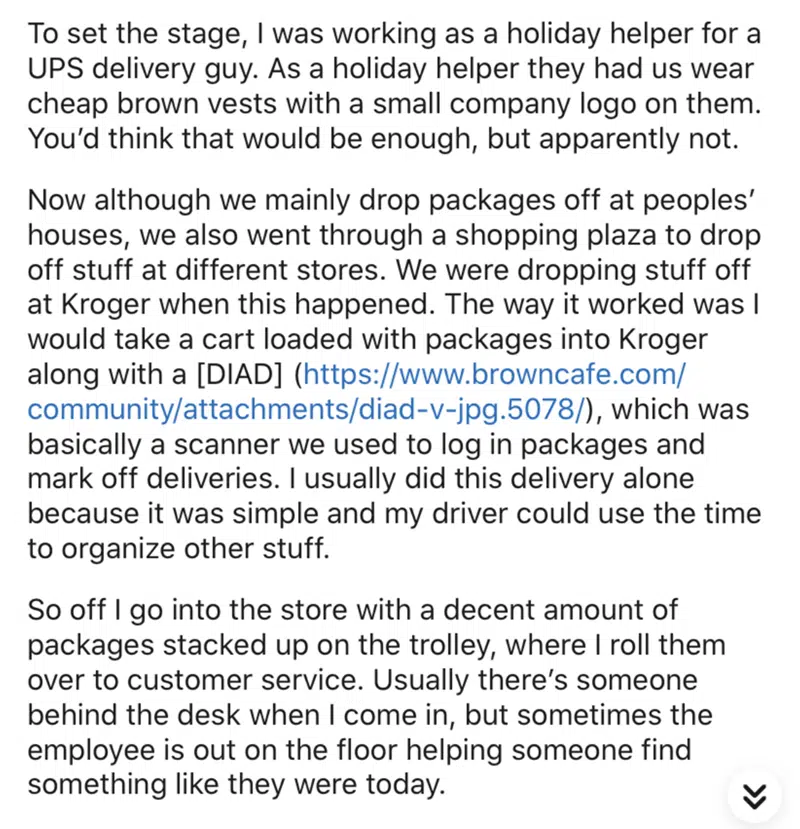 To set the stage, I was working as a holiday helper for a
UPS delivery guy. As a holiday helper they had us wear
cheap brown vests with a small company logo on them.
You’d think that would be enough, but apparently not.
Now although we mainly drop packages off at peoples’
houses, we also went through a shopping plaza to drop
off stuff at different stores. We were dropping stuff off
at Kroger when this happened. The way it worked was I
would take a cart loaded with packages into Kroger
along with a [DIAD] (https://www.browncafe.com/
community/attachments/diad-v-jpg.5078/), which was
basically a scanner we used to log in packages and
mark off deliveries. I usually did this delivery alone
because it was simple and my driver could use the time
to organize other stuff.
So off I go into the store with a decent amount of
packages stacked up on the trolley, where I roll them
over to customer service. Usually there’s someone
behind the desk when I come in, but sometimes the
employee is out on the floor helping someone find
something like they were today.